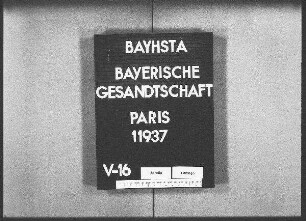 BAYHSTA
BAYERISCHE
GESANDTSCHAFT
PARIS
11937
V-16